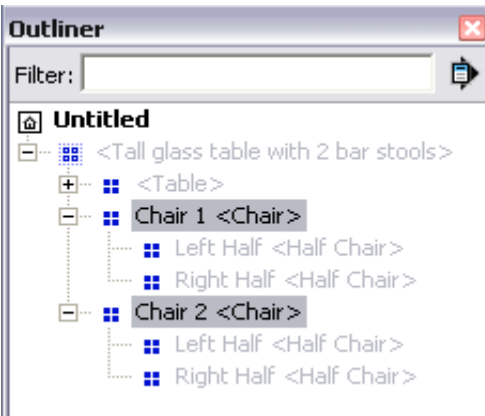 Outliner
Filter:
Untitled
<Tall glass table with 2 bar stools>
<Table>
Chair 1 <Chair>
Left Half <Half Chair>
Right Half <Half Chair>
Chair 2 <Chair>
Left Half <Half Chair>
Right Half <Half Chair>